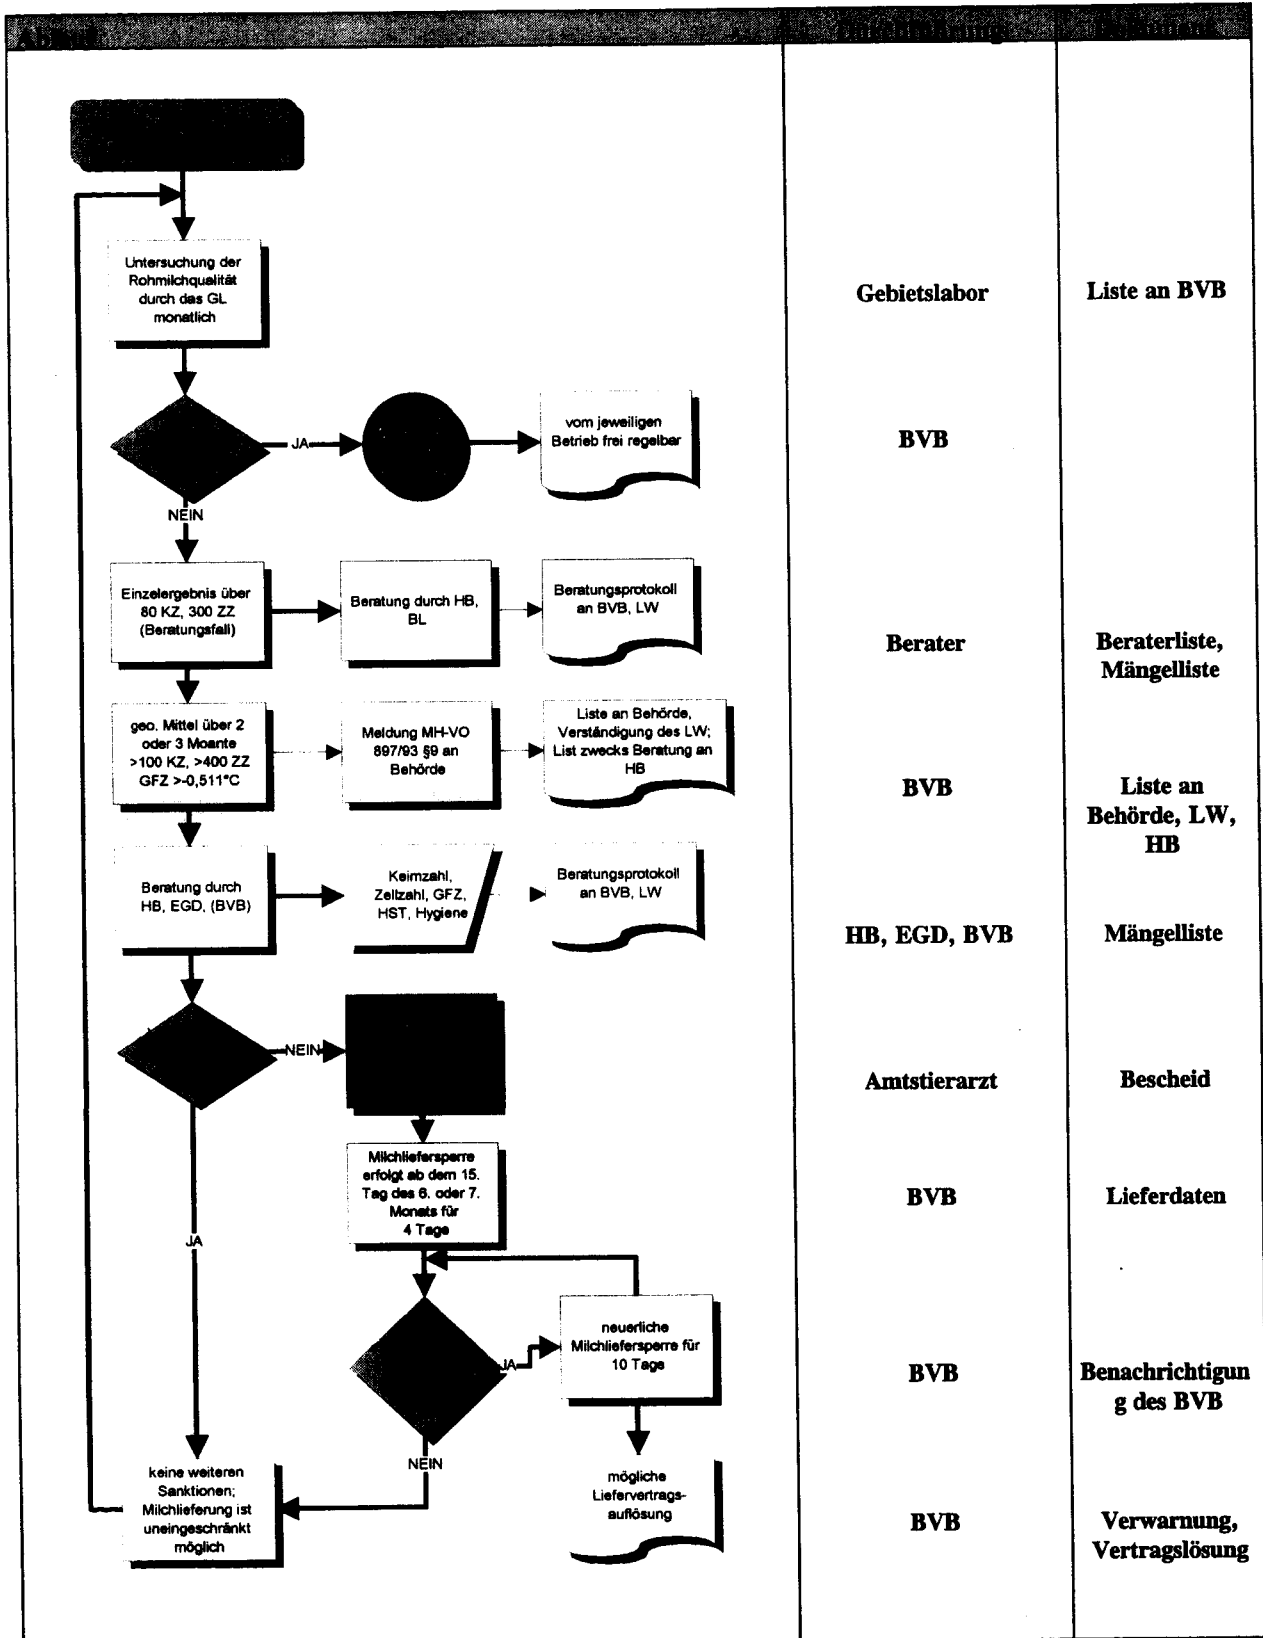 Untersuchung der
Rohmilchqualität
durch das GL
monatlich
Gebietslabor
Liste an BVB
JA
vom jeweiligen
Betrieb frei regelbar
BVB
NEIN
Einzelergebnis über
80 KZ, 300 ZZ
(Beratungsfall)
Beratung durch HB,
BL
Beratungsprotokoll
an BVB, LW
Berater
Beraterliste,
Mängelliste
geo. Mittel über 2
oder 3 Moante
>100 KZ, >400 ZZ
GFZ >-0,511°C
Meldung MH-VO
897/93 §9 an
Behörde
Liste an Behörde,
Verständigung des LW;
List zwecks Beratung an
HB
BVB
Liste an
Behörde, LW,
HB
Beratung durch
HB, EGD, (BVB)
Keimzahl,
Zellzahl, GFZ,
HST, Hygiene
Beratungsprotokoll
an BVB, LW
HB, EGD, BVB
Mängelliste
NEIN
Amtstierarzt
Bescheid
Milchliefersperre
erfolgt ab dem 15.
Tag des 6. oder 7.
Monats für
4 Tage
BVB
Lieferdaten
JA
neuerliche
Milchliefersperre für
10 Tage
JA
BVB
Benachrichtigun
g des BVB
NEIN
keine weiteren
Sanktionen;
Milchlieferung ist
uneingeschränkt
möglich
mögliche
Liefervertrags-
auflösung
BVB
Verwarnung,
Vertragslösung